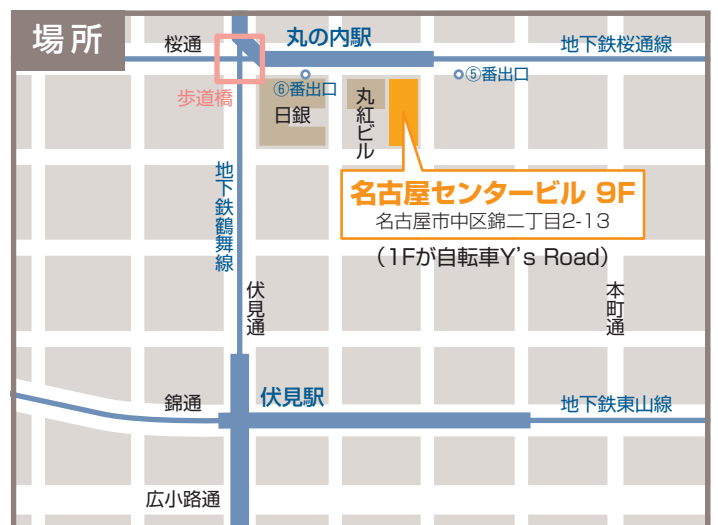 場所
桜通
丸の内駅
地下鉄桜通線
⑥番出口
⑤番出口
歩道橋
日銀
丸紅ビル
地下鉄鶴舞線
名古屋センタービル 9F
名古屋市中区錦二丁目2-13
（1Fが自転車Y's Road）
伏見通
本町通
錦通
伏見駅
地下鉄東山線
広小路通